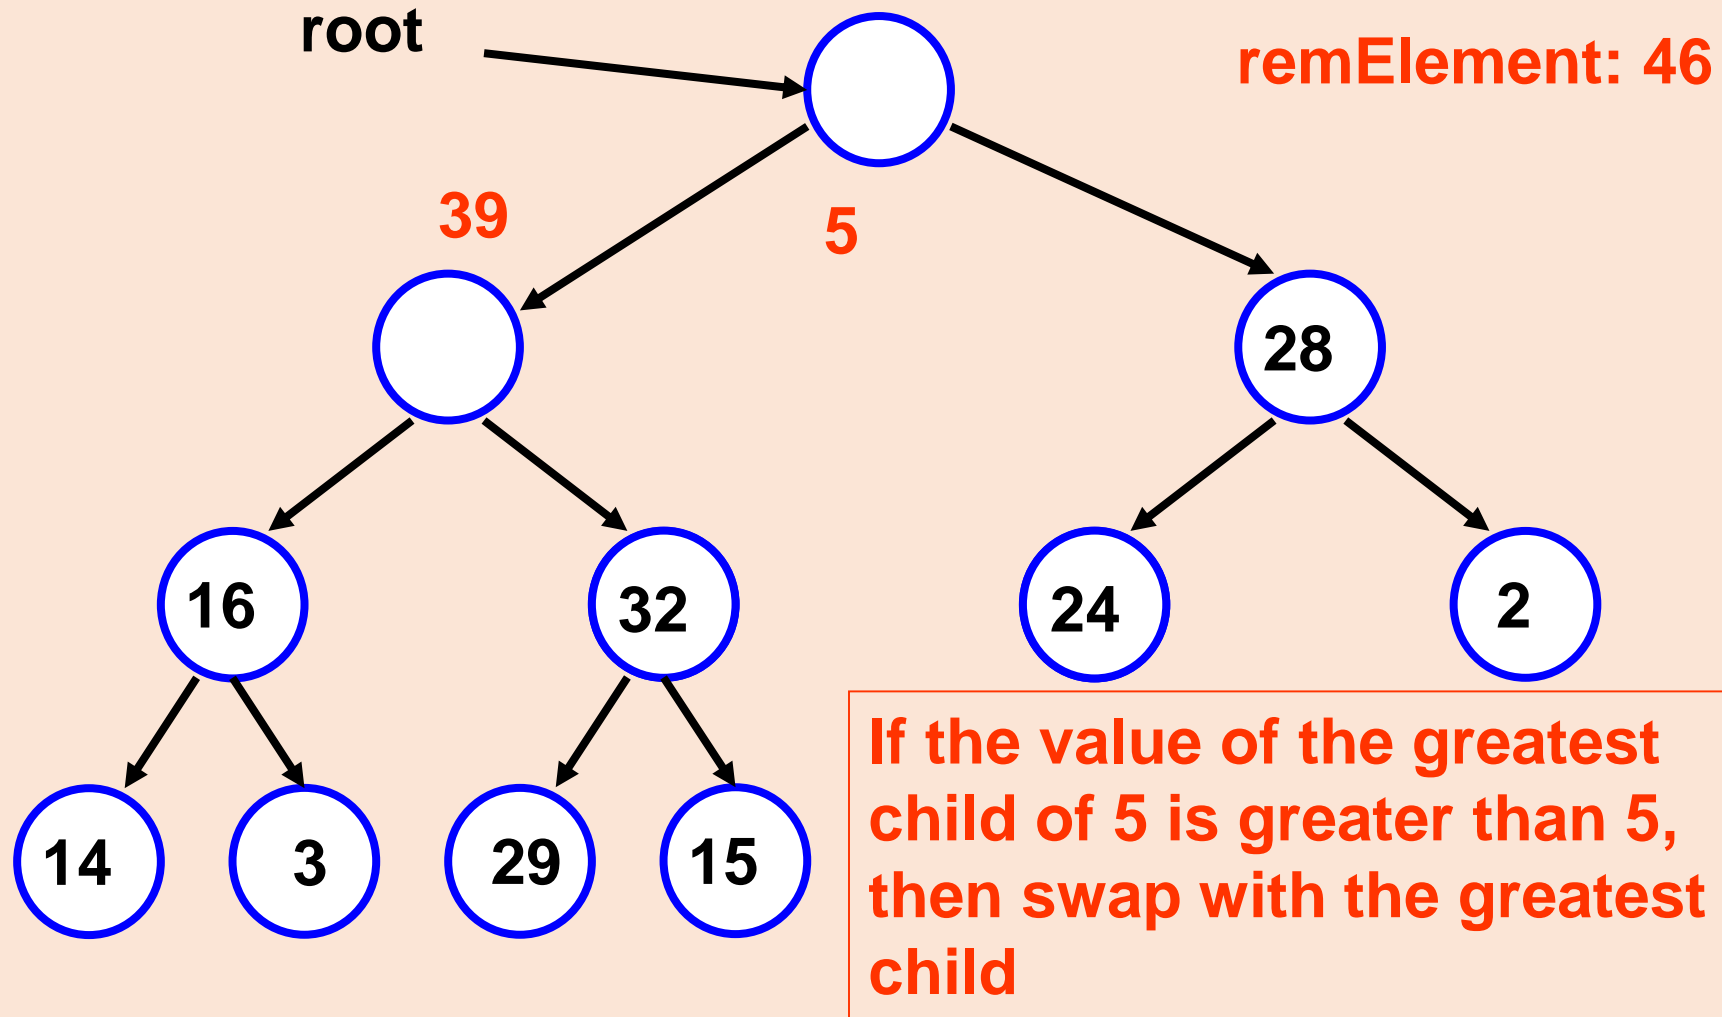 root
remElement: 46
39
5
28
16
32
24
2
14
3
29
15
If the value of the greatest
child of 5 is greater than 5,
then swap with the greatest
child